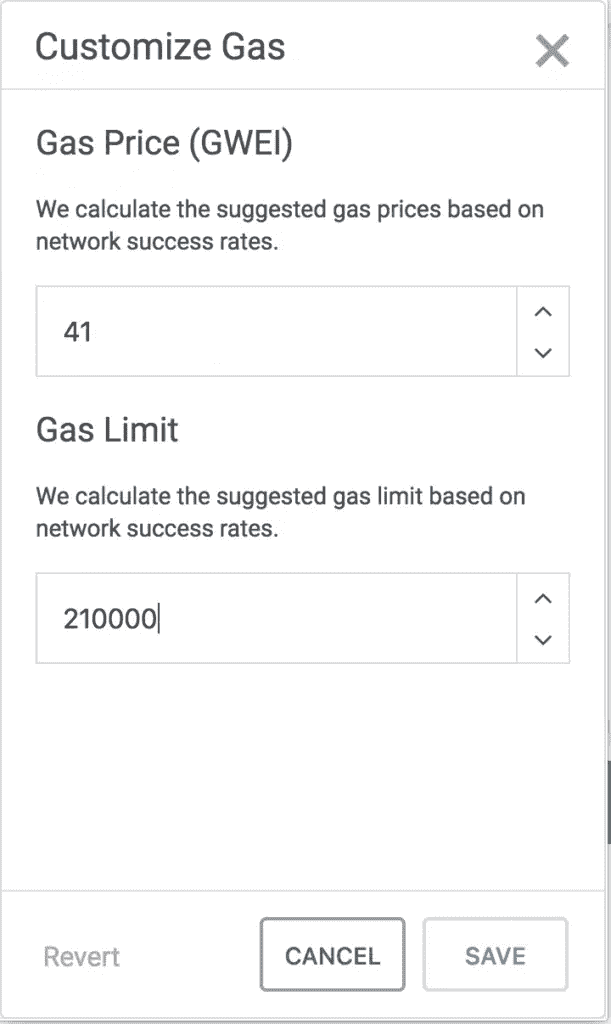 Customize Gas
Gas Price (GWEI)
We calculate the suggested gas prices based on
network success rates.
41
Gas Limit
We calculate the suggested gas limit based on
network success rates.
210000
Revert
CANCEL
SAVE